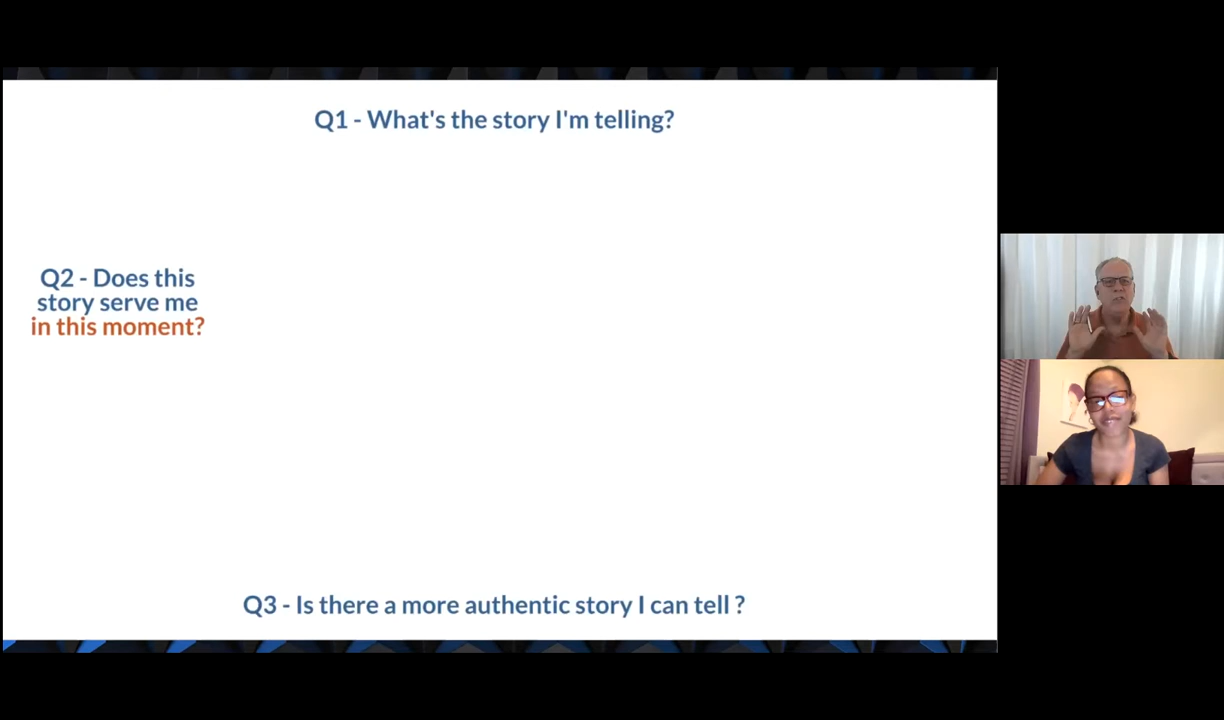 Q1 - What's the story I'm telling?
Q2 - Does this
story serve me
in this moment?
Q3 - Is there a more authentic story I can tell ?